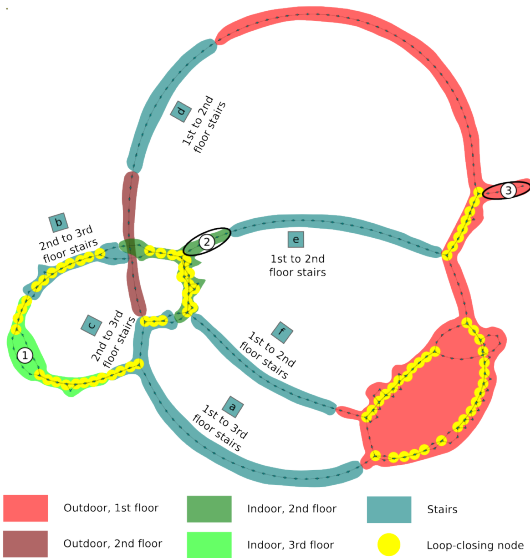 d
1st to 2nd
floor stairs
3
b
2nd to 3rd
floor stairs
2
e
1st to 2nd
floor stairs
c
2nd to 3rd
floor stairs
f
1st to 2nd
floor stairs
1
a
1st to 3rd
floor stairs
Outdoor, 1st floor
Indoor, 2nd floor
Stairs
Outdoor, 2nd floor
Indoor, 3rd floor
Loop-closing node